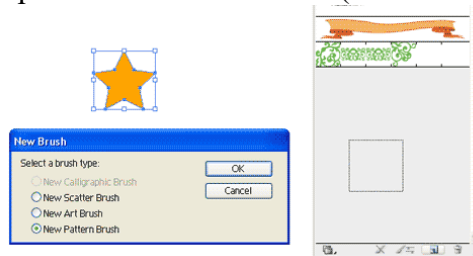 New Brush
Select a brush type:
New Calligraphic Brush
New Scatter Brush
New Art Brush
New Pattern Brush
OK
Cancel